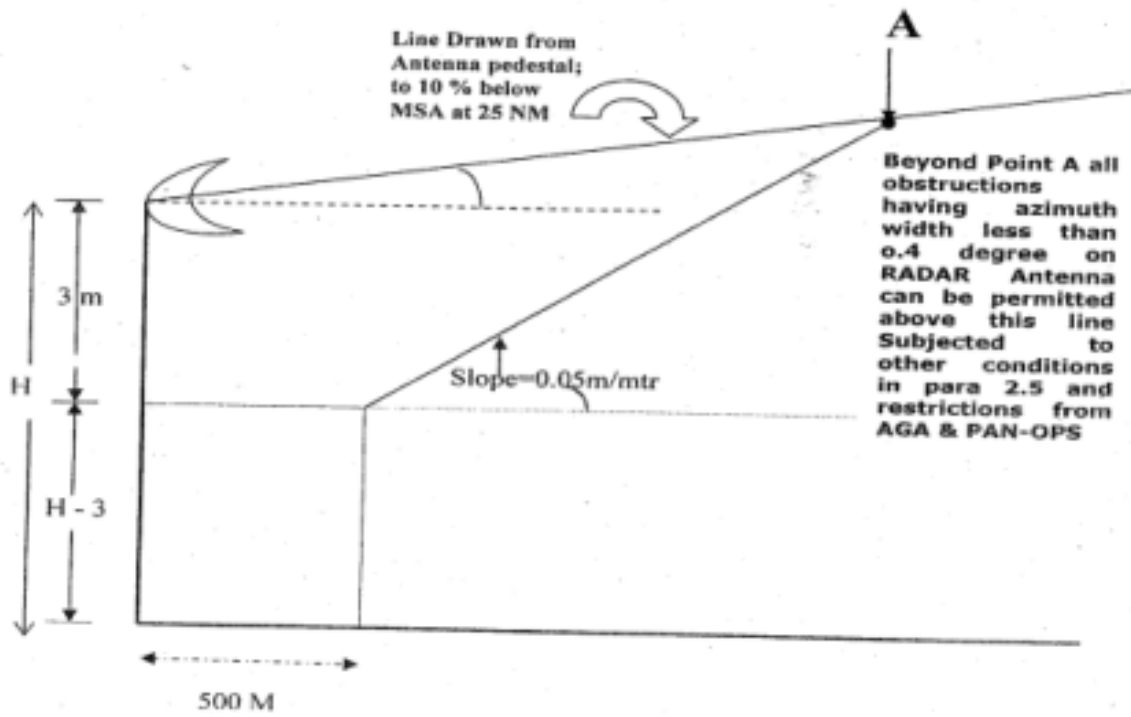 A
Line Drawn from
Antenna pedestal;
to 10 % below
MSA at 25 NM
Beyond Point A all
obstructions
having azimuth
width less than
o.4 degree on
RADAR Antenna
can be permitted
above this line
Subjected to
other conditions
in para 2.5 and
restrictions from
AGA & PAN-OPS
3 m
H
Slope=0.05m/mtr
H - 3
500 M